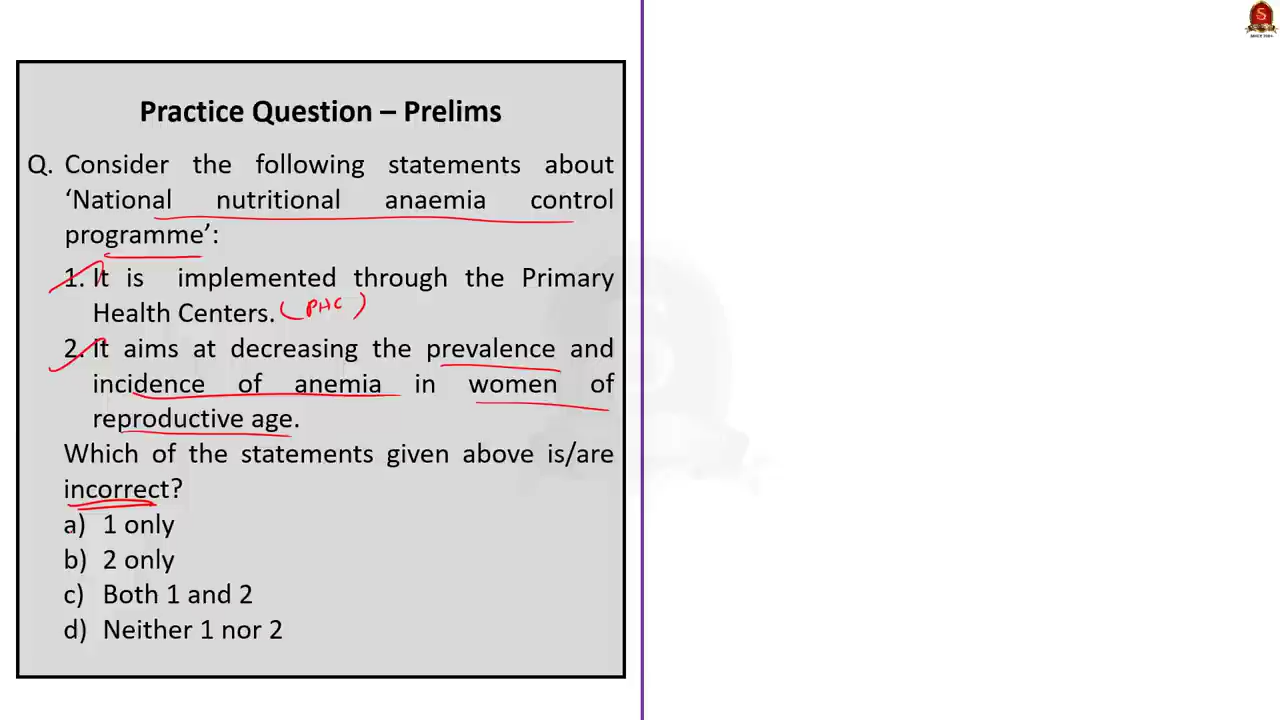 Practice Question – Prelims
Q. Consider the following statements about
‘National nutritional anaemia control
programme’:
1. It is implemented through the Primary
Health Centers. (PHC)
2. It aims at decreasing the prevalence and
incidence of anemia in women of
reproductive age.
Which of the statements given above is/are
incorrect?
a) 1 only
b) 2 only
c) Both 1 and 2
d) Neither 1 nor 2
S